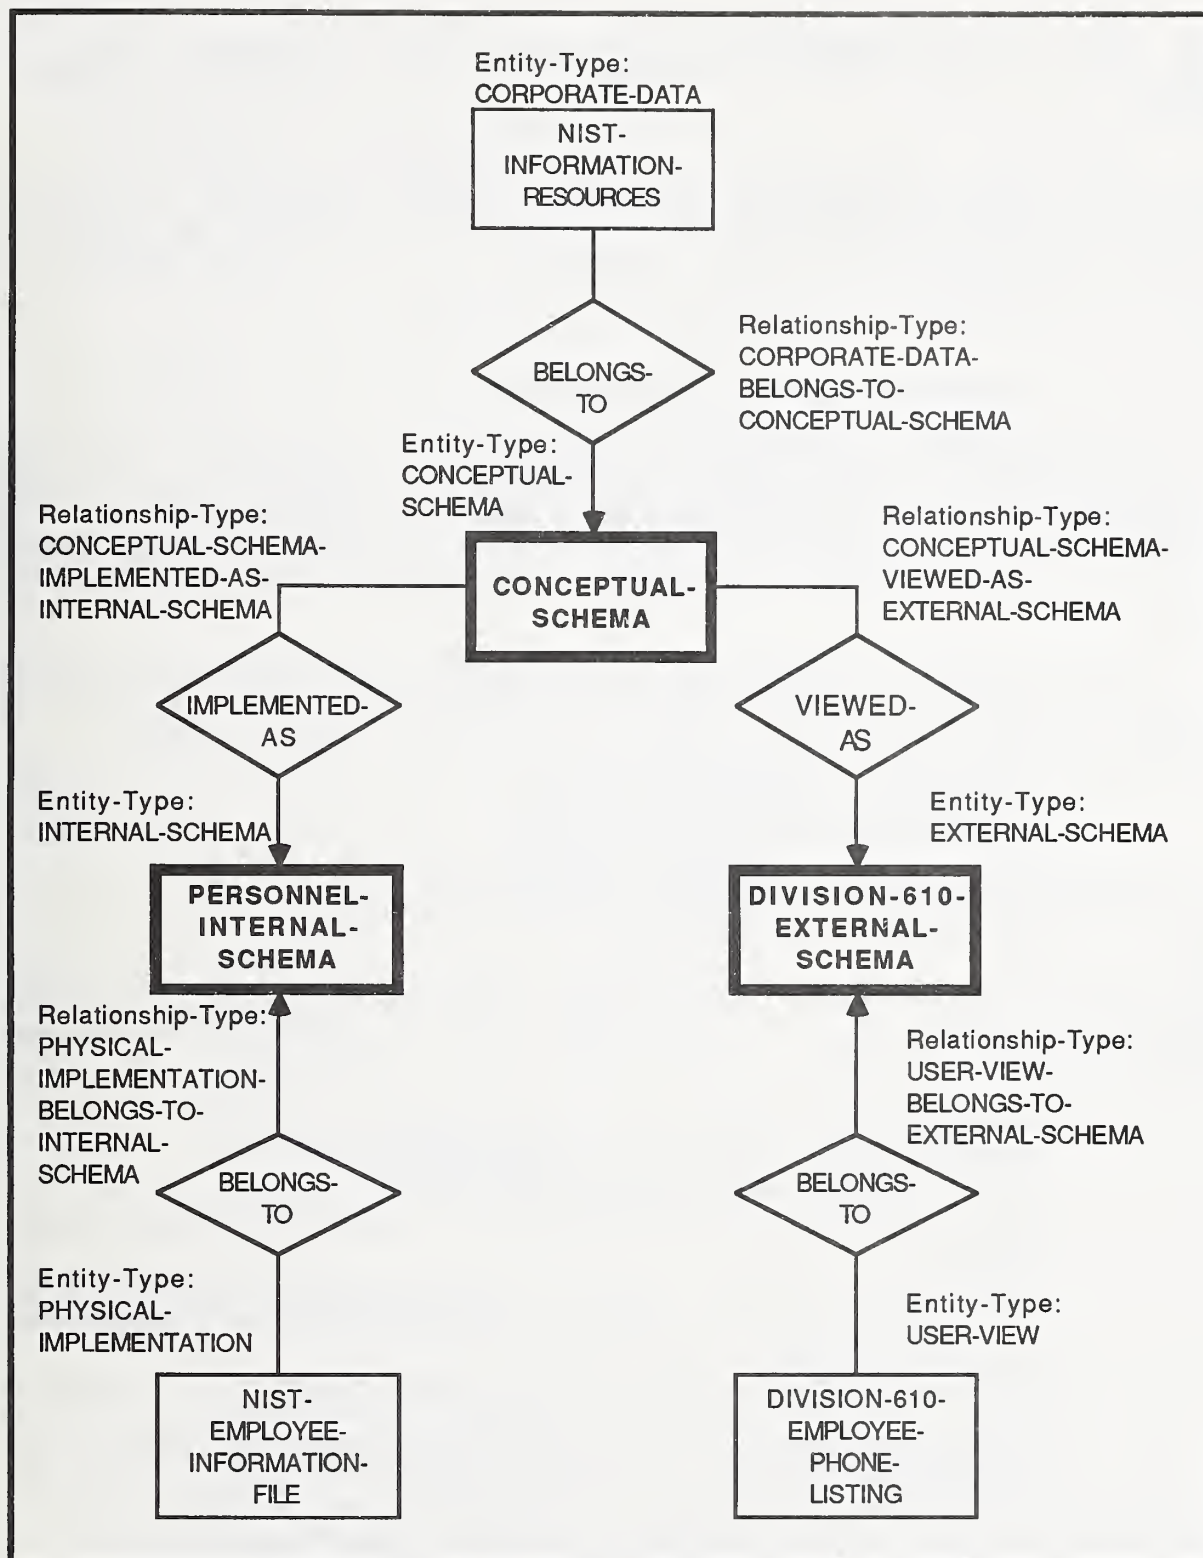 Entity-Type:
CORPORATE-DATA
NIST-
INFORMATION-
RESOURCES
BELONGS-
TO
Relationship-Type:
CORPORATE-DATA-
BELONGS-TO-
CONCEPTUAL-SCHEMA
Entity-Type:
CONCEPTUAL-
SCHEMA
Relationship-Type:
CONCEPTUAL-SCHEMA-
IMPLEMENTED-AS-
INTERNAL-SCHEMA
CONCEPTUAL-
SCHEMA
Relationship-Type:
CONCEPTUAL-SCHEMA-
VIEWED-AS-
EXTERNAL-SCHEMA
IMPLEMENTED-
AS
VIEWED-
AS
Entity-Type:
INTERNAL-SCHEMA
Entity-Type:
EXTERNAL-SCHEMA
PERSONNEL-
INTERNAL-
SCHEMA
DIVISION-610-
EXTERNAL-
SCHEMA
Relationship-Type:
PHYSICAL-
IMPLEMENTATION-
BELONGS-TO-
INTERNAL-
SCHEMA
Relationship-Type:
USER-VIEW-
BELONGS-TO-
EXTERNAL-SCHEMA
BELONGS-
TO
BELONGS-
TO
Entity-Type:
PHYSICAL-
IMPLEMENTATION
Entity-Type:
USER-VIEW
NIST-
EMPLOYEE-
INFORMATION-
FILE
DIVISION-610-
EMPLOYEE-
PHONE-
LISTING